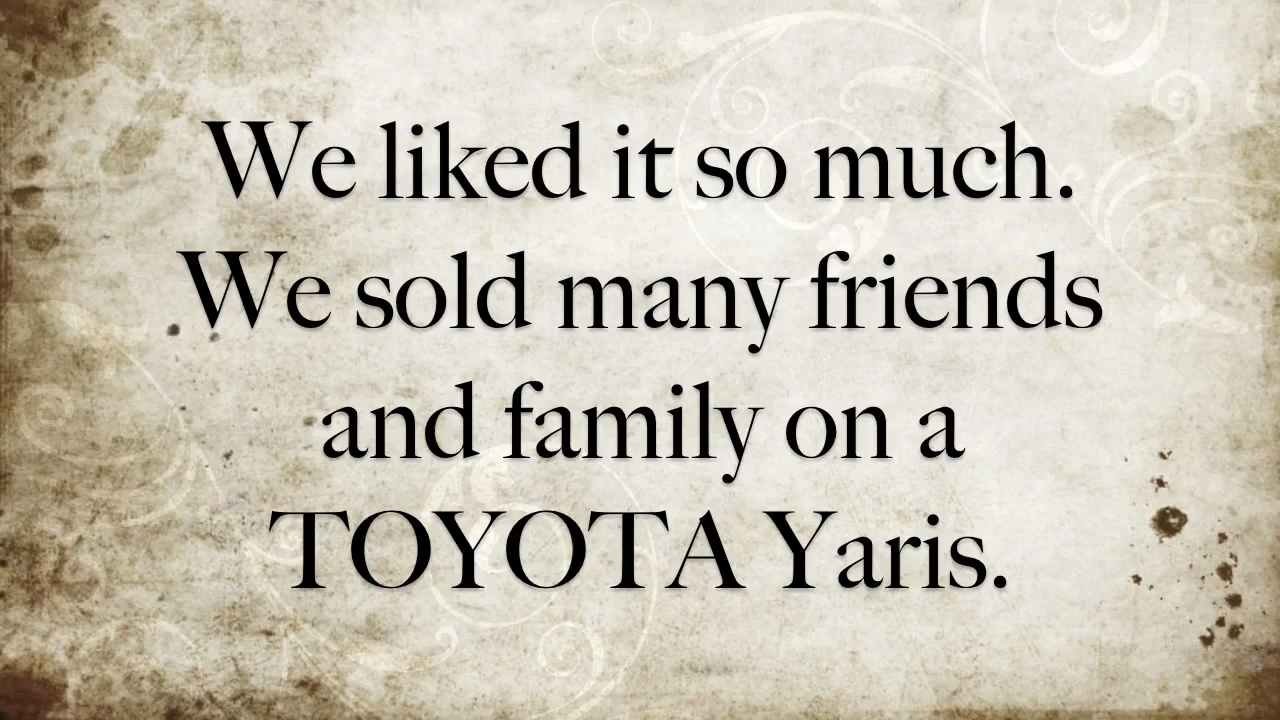 We liked it so much.
We sold many friends
and family on a
TOYOTA Yaris.